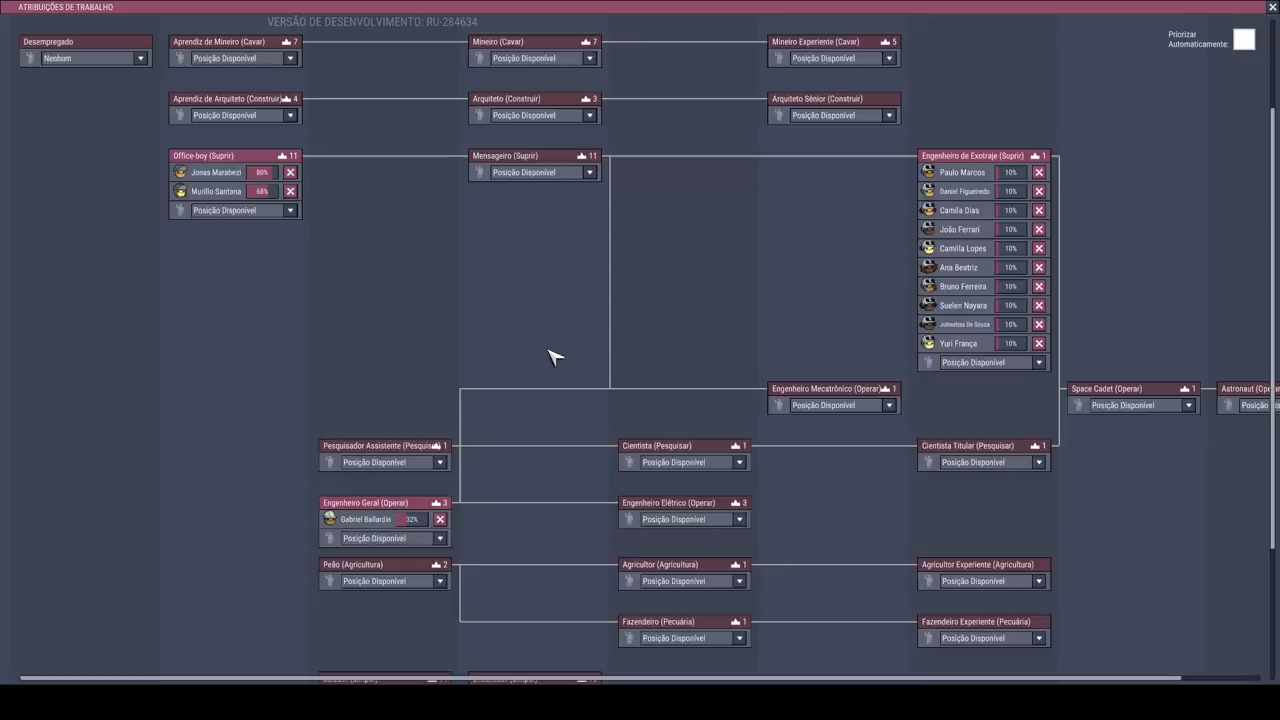 ATRIBUIÇÕES DE TRABALHO
VERSÃO DE DESENVOLVIMENTO: RU-284634
Priorizar
Automaticamente:
Desempregado
Nenhum
Aprendiz de Mineiro (Cavar) 7
Posição Disponível
Mineiro (Cavar) 7
Posição Disponível
Mineiro Experiente (Cavar) 5
Posição Disponível
Aprendiz de Arquiteto (Construir) 4
Posição Disponível
Arquiteto (Construir) 3
Posição Disponível
Arquiteto Sênior (Construir)
Posição Disponível
Office-boy (Suprir) 11
Jonas Marabezi 80%
Murillo Santana 68%
Posição Disponível
Mensageiro (Suprir) 11
Posição Disponível
Engenheiro de Exotraje (Suprir) 1
Paulo Marcos 10%
Daniel Figueiredo 10%
Camila Dias 10%
João Ferrari 10%
Camilla Lopes 10%
Ana Beatriz 10%
Bruno Ferreira 10%
Suelen Nayara 10%
Johnattas De Souza 10%
Yuri França 10%
Posição Disponível
Engenheiro Mecatrônico (Operar) 1
Posição Disponível
Space Cadet (Operar) 1
Posição Disponível
Astronaut (Oper
Posição
Pesquisador Assistente (Pesquis 1
Posição Disponível
Cientista (Pesquisar) 1
Posição Disponível
Cientista Titular (Pesquisar) 1
Posição Disponível
Engenheiro Geral (Operar) 3
Gabriel Ballardin 32%
Posição Disponível
Engenheiro Elétrico (Operar) 3
Posição Disponível
Peão (Agricultura) 2
Posição Disponível
Agricultor (Agricultura) 1
Posição Disponível
Agricultor Experiente (Agricultura)
Posição Disponível
Fazendeiro (Pecuária) 1
Posição Disponível
Fazendeiro Experiente (Pecuária)
Posição Disponível